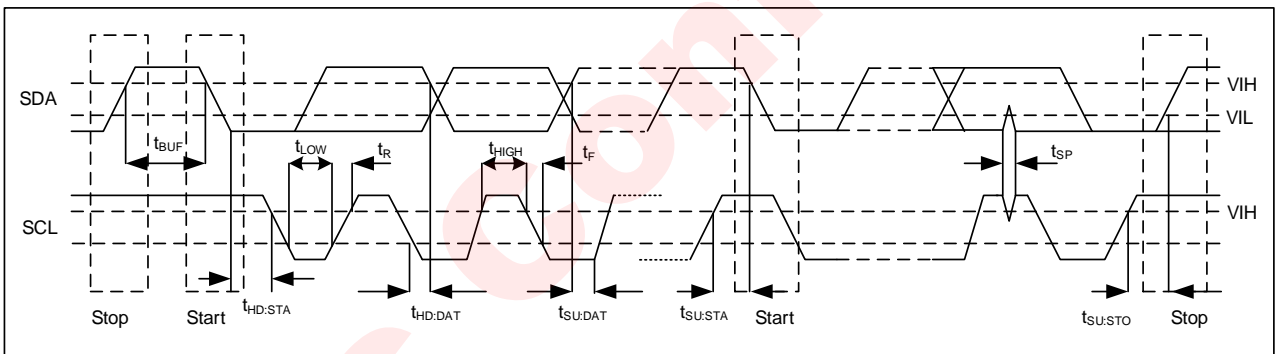 SDA
VIH
VIL
tBUF
tLOW
tR
tHIGH
tF
tSP
SCL
VIH
tHD:STA
tHD:DAT
tSU:DAT
tSU:STA
tSU:STO
Stop
Start
Start
Stop